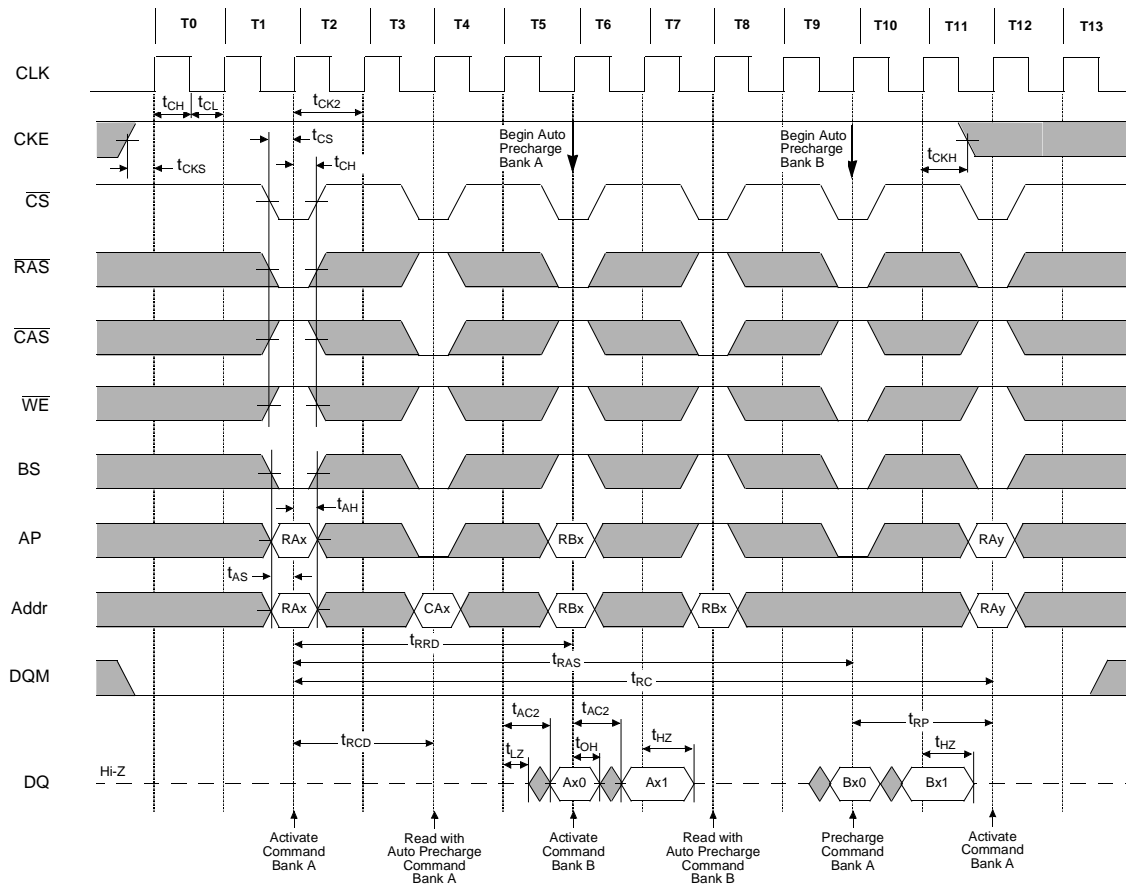 T0 T1 T2 T3 T4 T5 T6 T7 T8 T9 T10 T11 T12 T13
CLK
tCH tCL tCK2
CKE
tCS
Begin Auto
Precharge
Bank A
Begin Auto
Precharge
Bank B
tCKS
tCH
tCKH
CS
RAS
CAS
WE
BS
tAH
AP
RAx RBx RAy
tAS
Addr
RAx CAx RBx RBx RAy
tRRD
tRAS
DQM
tRC
tAC2 tAC2 tRP
tRCD tLZ tOH tHZ tHZ
DQ
Hi-Z
Ax0 Ax1 Bx0 Bx1
Activate
Command
Bank A
Read with
Auto Precharge
Command
Bank A
Activate
Command
Bank B
Read with
Auto Precharge
Command
Bank B
Precharge
Command
Bank A
Activate
Command
Bank A